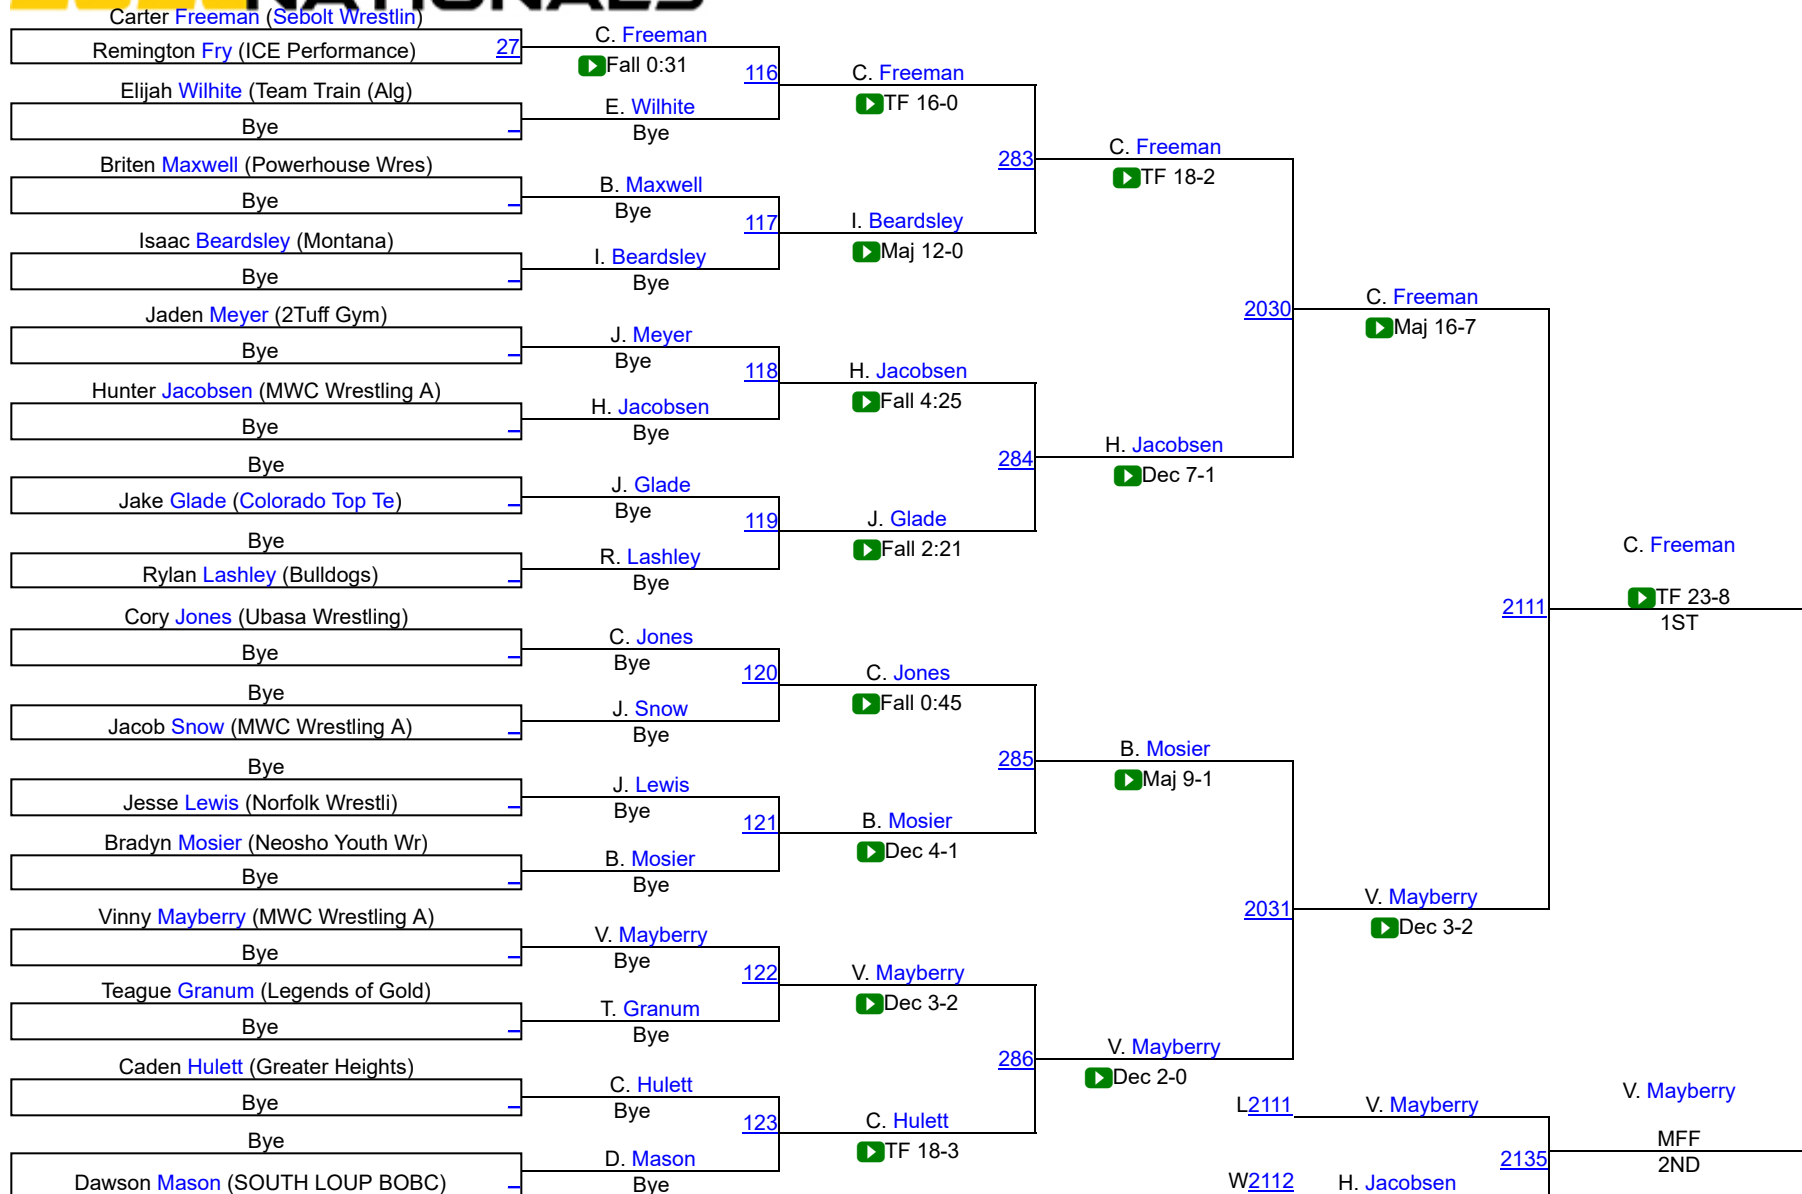 NATIONALS
Carter Freeman (Sebolt Wrestlin)
Remington Fry (ICE Performance) 27
Elijah Wilhite (Team Train (Alg)
Bye
Briten Maxwell (Powerhouse Wres)
Bye
Isaac Beardsley (Montana)
Bye
Jaden Meyer (2Tuff Gym)
Bye
Hunter Jacobsen (MWC Wrestling A)
Bye
Bye
Jake Glade (Colorado Top Te)
Bye
Rylan Lashley (Bulldogs)
Cory Jones (Ubasa Wrestling)
Bye
Bye
Jacob Snow (MWC Wrestling A)
Bye
Jesse Lewis (Norfolk Wrestli)
Bradyn Mosier (Neosho Youth Wr)
Bye
Vinny Mayberry (MWC Wrestling A)
Bye
Teague Granum (Legends of Gold)
Bye
Caden Hulett (Greater Heights)
Bye
Bye
Dawson Mason (SOUTH LOUP BOBC)
C. Freeman
Fall 0:31
116
E. Wilhite
Bye
B. Maxwell
Bye
117
I. Beardsley
Bye
J. Meyer
Bye
118
H. Jacobsen
Bye
J. Glade
Bye
119
R. Lashley
Bye
C. Jones
Bye
120
J. Snow
Bye
J. Lewis
Bye
121
B. Mosier
Bye
V. Mayberry
Bye
122
T. Granum
Bye
C. Hulett
Bye
123
D. Mason
Bye
C. Freeman
TF 16-0
283
I. Beardsley
Maj 12-0
H. Jacobsen
Fall 4:25
284
J. Glade
Fall 2:21
C. Jones
Fall 0:45
285
B. Mosier
Dec 4-1
V. Mayberry
Dec 3-2
286
C. Hulett
TF 18-3
C. Freeman
TF 18-2
2030
H. Jacobsen
Dec 7-1
B. Mosier
Maj 9-1
2031
V. Mayberry
Dec 2-0
C. Freeman
Maj 16-7
2111
V. Mayberry
Dec 3-2
C. Freeman
TF 23-8
1ST
L2111 V. Mayberry
2135
W2112 H. Jacobsen
V. Mayberry
MFF
2ND